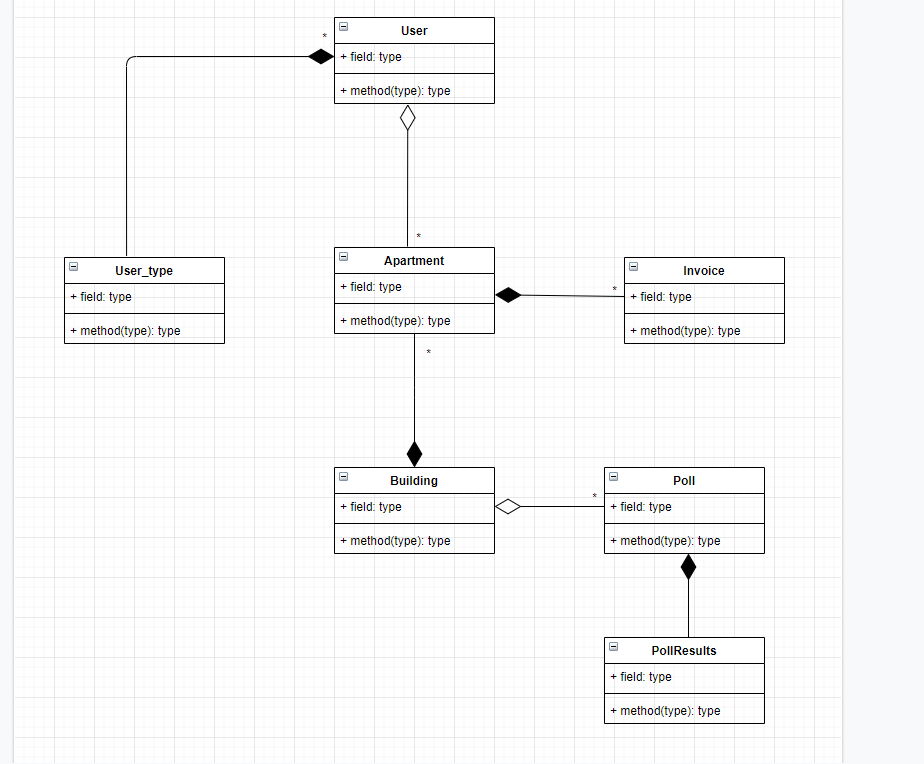 User
*
+ field: type
+ method(type): type
*
User_type
+ field: type
+ method(type): type
Apartment
+ field: type
+ method(type): type
*
Invoice
+ field: type
+ method(type): type
*
Building
+ field: type
+ method(type): type
*
Poll
+ field: type
+ method(type): type
PollResults
+ field: type
+ method(type): type